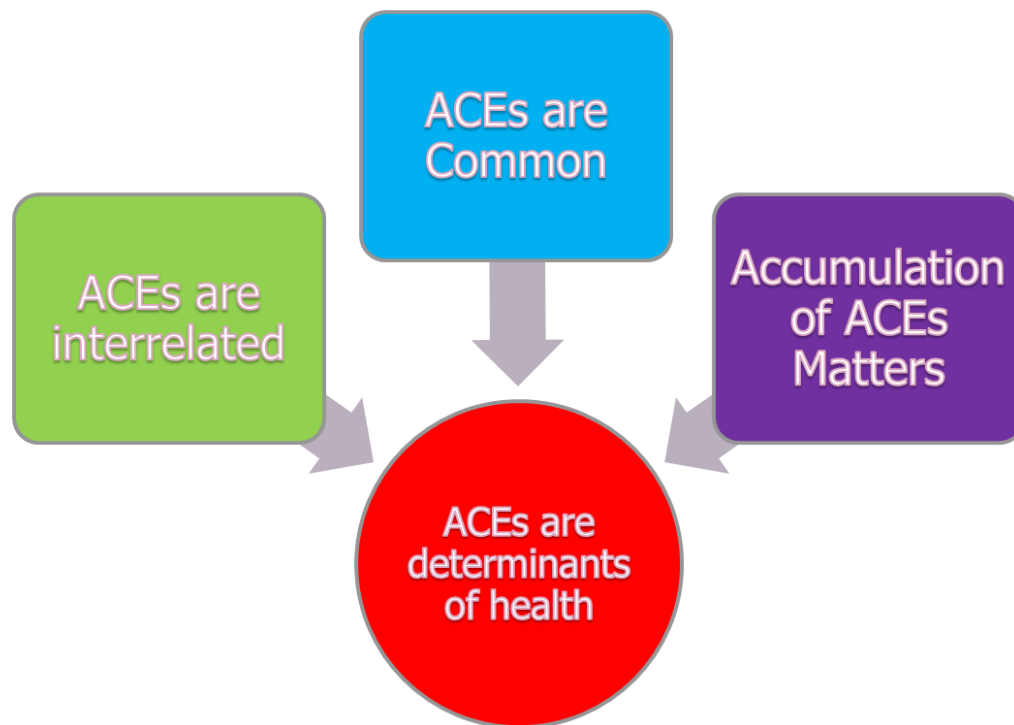 ACEs are
Common
ACEs are
interrelated
Accumulation
of ACEs
Matters
ACEs are
determinants
of health